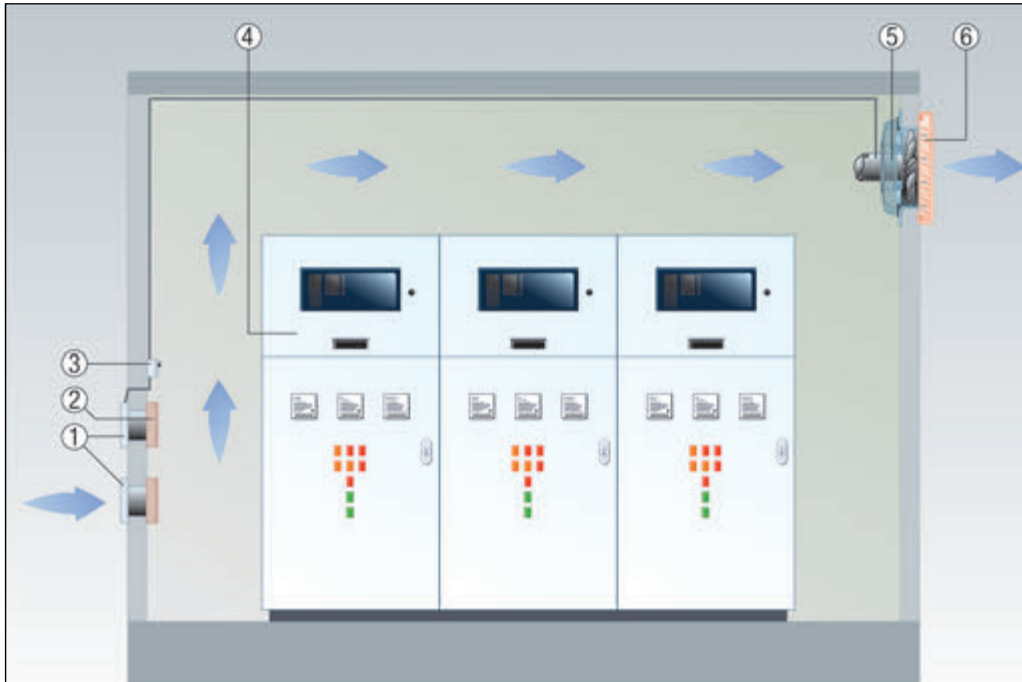 ④ ⑤ ⑥
③
②
①